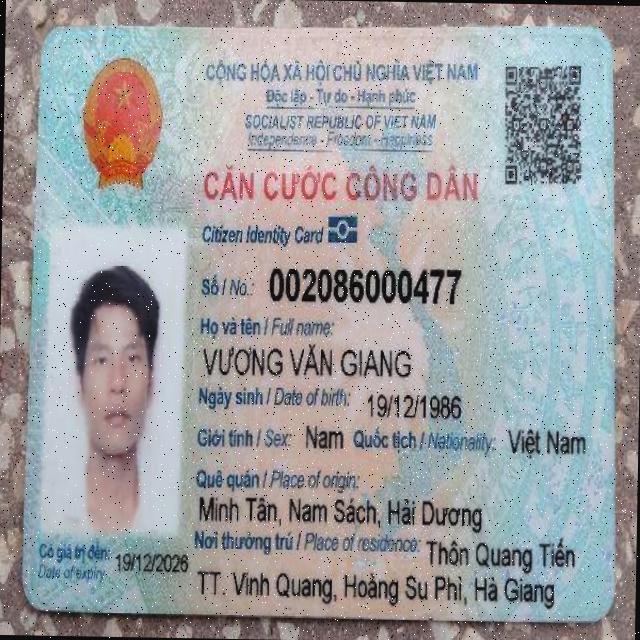 CỘNG HÒA XÃ HỘI CHỦ NGHĨA VIỆT NAM
Độc lập - Tự do - Hạnh phúc
SOCIALIST REPUBLIC OF VIET NAM
Independence - Freedom - Happiness
CĂN CƯỚC CÔNG DÂN
Citizen Identity Card
Số / No.: 002086000477
Họ và tên / Full name:
VƯƠNG VĂN GIANG
Ngày sinh / Date of birth: 19/12/1986
Giới tính / Sex: Nam Quốc tịch / Nationality: Việt Nam
Quê quán / Place of origin:
Minh Tân, Nam Sách, Hải Dương
Nơi thường trú / Place of residence: Thôn Quang Tiến
TT. Vinh Quang, Hoàng Su Phì, Hà Giang
Có giá trị đến: 19/12/2026
Date of expiry